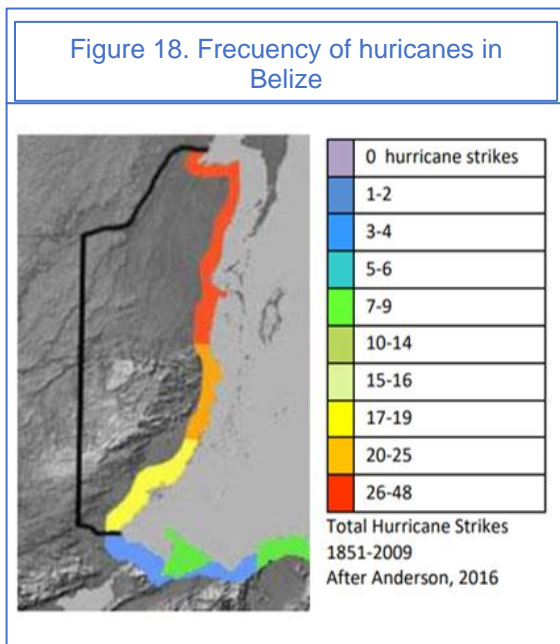 Figure 18. Frecuency of huricanes in
Belize
0 hurricane strikes
1-2
3-4
5-6
7-9
10-14
15-16
17-19
20-25
26-48
Total Hurricane Strikes
1851-2009
After Anderson, 2016